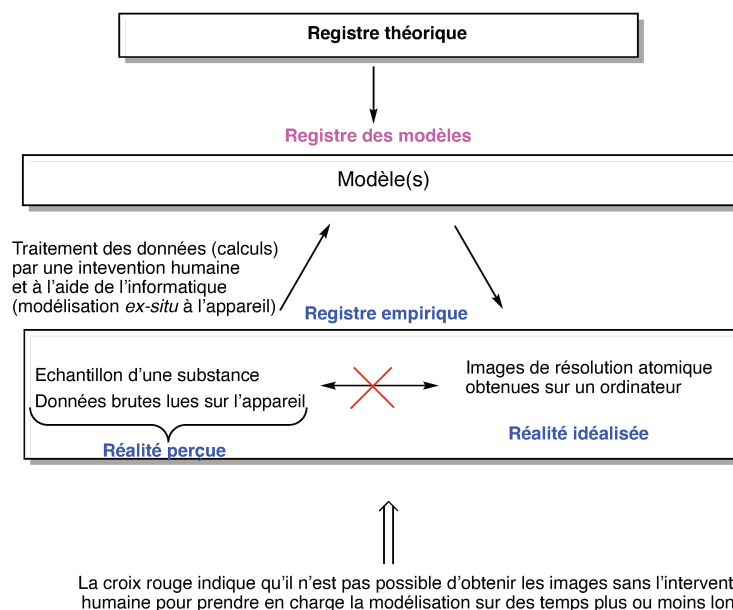 Registre théorique
Registre des modèles
Modèle(s)
Traitement des données (calculs)
par une intevention humaine
et à l'aide de l'informatique
(modélisation ex-situ à l'appareil)
Registre empirique
Echantillon d'une substance
Données brutes lues sur l'appareil
Réalité perçue
Images de résolution atomique
obtenues sur un ordinateur
Réalité idéalisée
La croix rouge indique qu'il n'est pas possible d'obtenir les images sans l'intervent
humaine pour prendre en charge la modélisation sur des temps plus ou moins lon